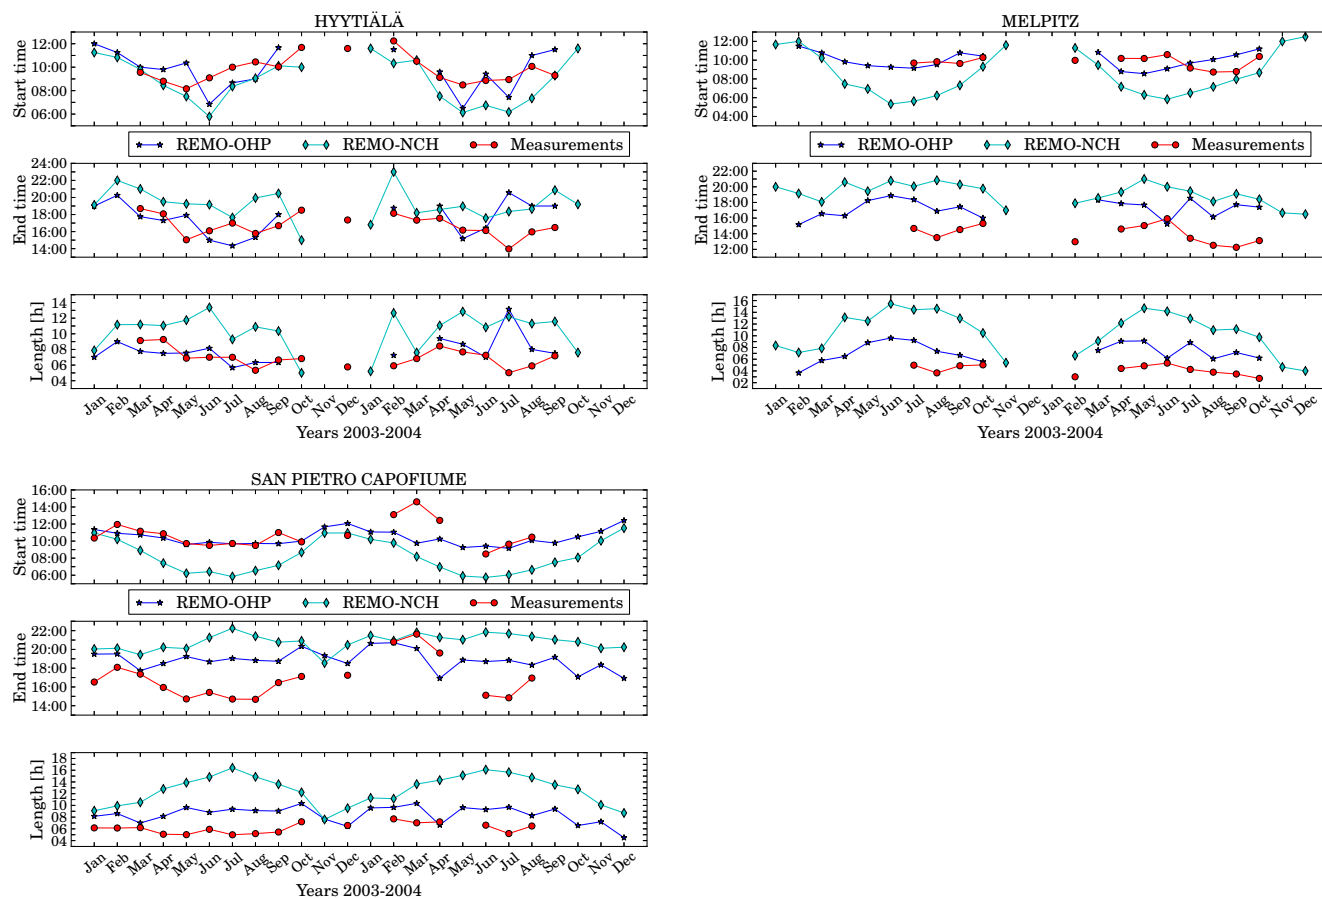 HYYTIÄLÄ
Start time
12:00
10:00
08:00
06:00
REMO-OHP REMO-NCH Measurements
End time
24:00
22:00
20:00
18:00
16:00
14:00
Length [h]
14
12
10
08
06
04
Jan Feb Mar Apr May Jun Jul Aug Sep Oct Nov Dec Jan Feb Mar Apr May Jun Jul Aug Sep Oct Nov Dec
Years 2003-2004
MELPITZ
Start time
12:00
10:00
08:00
06:00
04:00
REMO-OHP REMO-NCH Measurements
End time
22:00
20:00
18:00
16:00
14:00
12:00
Length [h]
16
14
12
10
08
06
04
02
Jan Feb Mar Apr May Jun Jul Aug Sep Oct Nov Dec Jan Feb Mar Apr May Jun Jul Aug Sep Oct Nov Dec
Years 2003-2004
SAN PIETRO CAPOFIUME
Start time
16:00
14:00
12:00
10:00
08:00
06:00
REMO-OHP REMO-NCH Measurements
End time
22:00
20:00
18:00
16:00
14:00
Length [h]
18
16
14
12
10
08
06
04
Jan Feb Mar Apr May Jun Jul Aug Sep Oct Nov Dec Jan Feb Mar Apr May Jun Jul Aug Sep Oct Nov Dec
Years 2003-2004